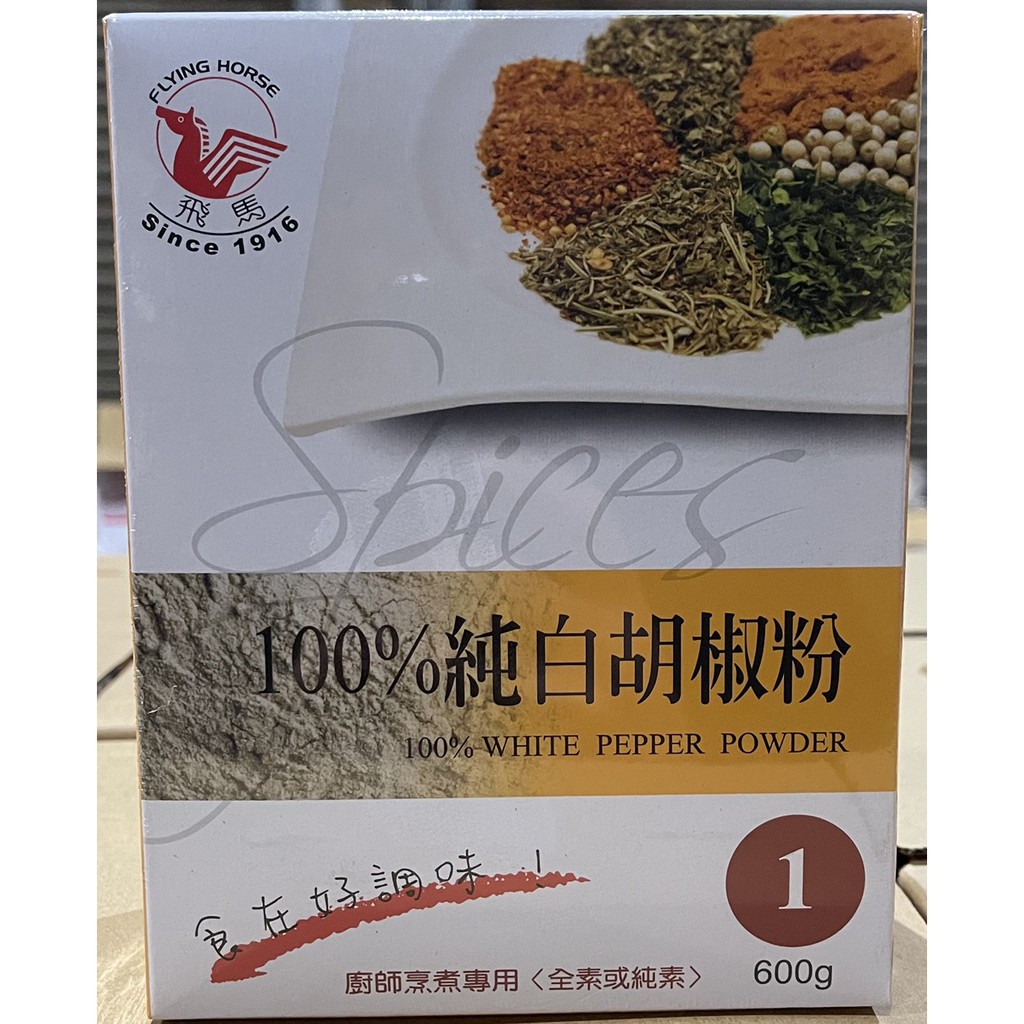 FLYING HORSE
飛馬
Since 1916
Spices
100%純白胡椒粉
100% WHITE PEPPER POWDER
食在好調味!
1
廚師烹煮專用〈全素或純素〉
600g